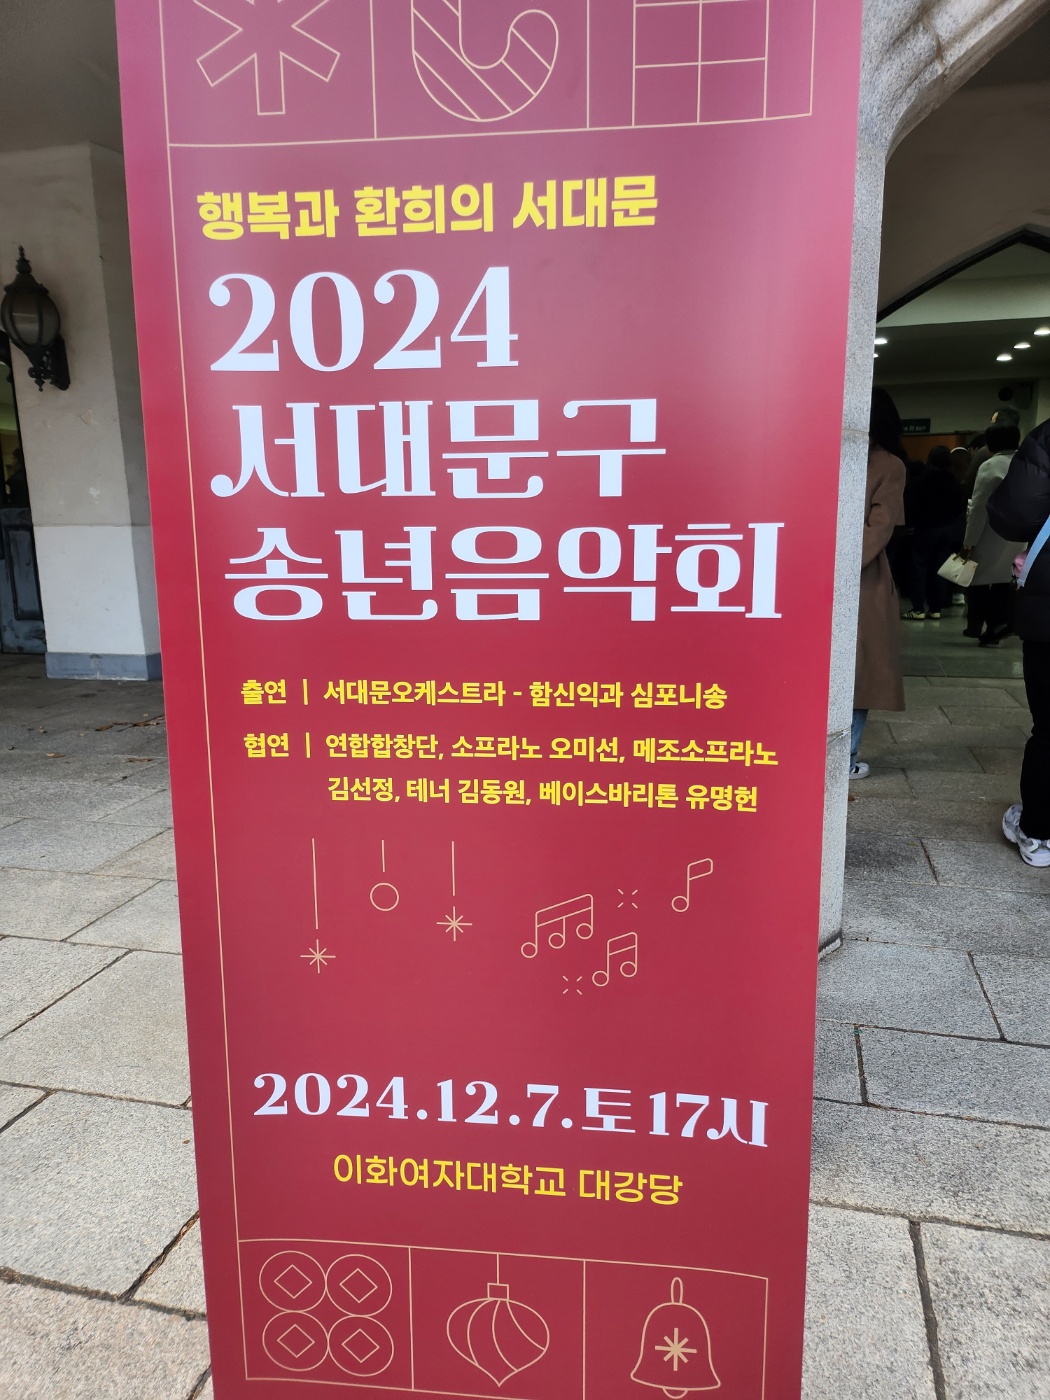 행복과 환희의 서대문
2024
서대문구
송년음악회
출연 | 서대문오케스트라 - 함신익과 심포니송
협연 | 연합합창단, 소프라노 오미선, 메조소프라노
김선정, 테너 김동원, 베이스바리톤 유명헌
2024.12.7.토 17시
이화여자대학교 대강당